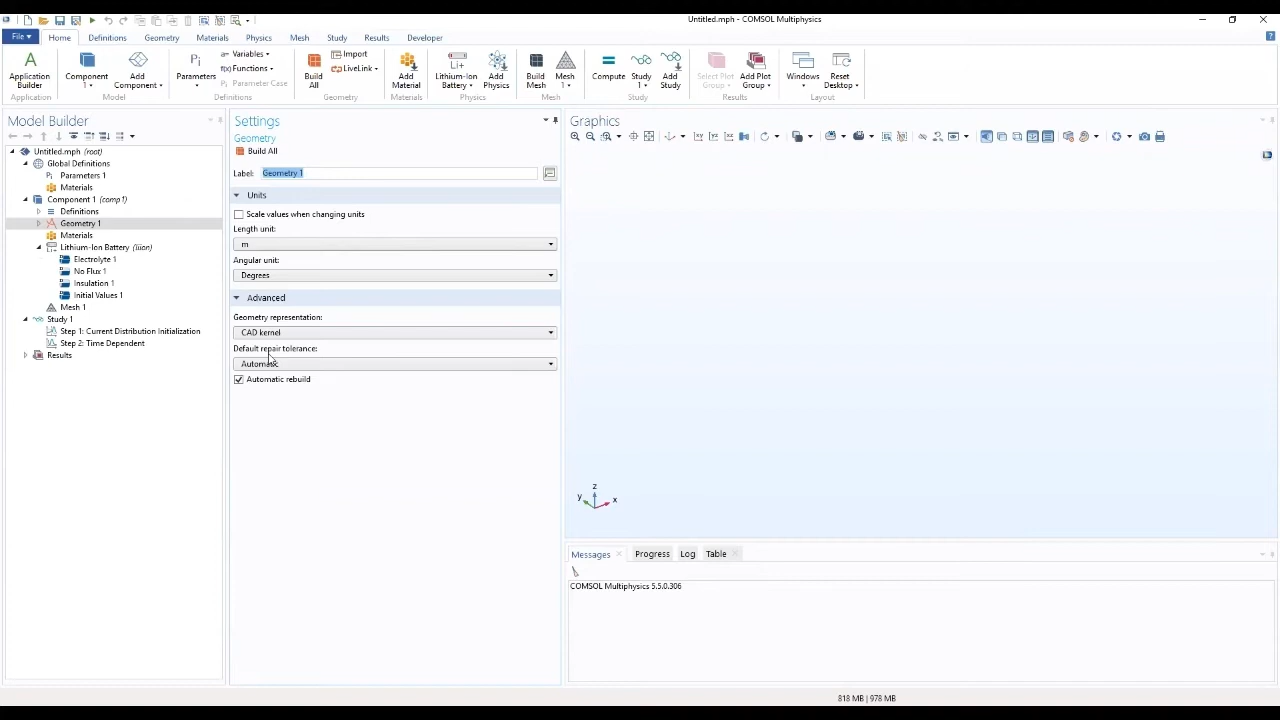 Untitled.mph - COMSOL Multiphysics
File
Home
Definitions
Geometry
Materials
Physics
Mesh
Study
Results
Developer
Application Builder
Component 1
Add Component
Parameters
Variables
Functions
Parameter Case
Build All
Import
LiveLink
Add Material
Lithium-Ion Battery
Add Physics
Build Mesh
Mesh 1
Compute
Study 1
Add Study
Select Plot Group
Add Plot Group
Windows
Reset Desktop
Application
Model
Definitions
Geometry
Materials
Physics
Mesh
Study
Results
Layout
Model Builder
Untitled.mph (root)
Global Definitions
Parameters 1
Materials
Component 1 (comp1)
Definitions
Geometry 1
Materials
Lithium-Ion Battery (liion)
Electrolyte 1
No Flux 1
Insulation 1
Initial Values 1
Mesh 1
Study 1
Step 1: Current Distribution Initialization
Step 2: Time Dependent
Results
Settings
Geometry
Build All
Label: Geometry 1
Units
Scale values when changing units
Length unit:
m
Angular unit:
Degrees
Advanced
Geometry representation:
CAD kernel
Default repair tolerance:
Automatic
Automatic rebuild
Graphics
z
y
x
Messages
Progress
Log
Table
COMSOL Multiphysics 5.5.0.306
818 MB | 978 MB